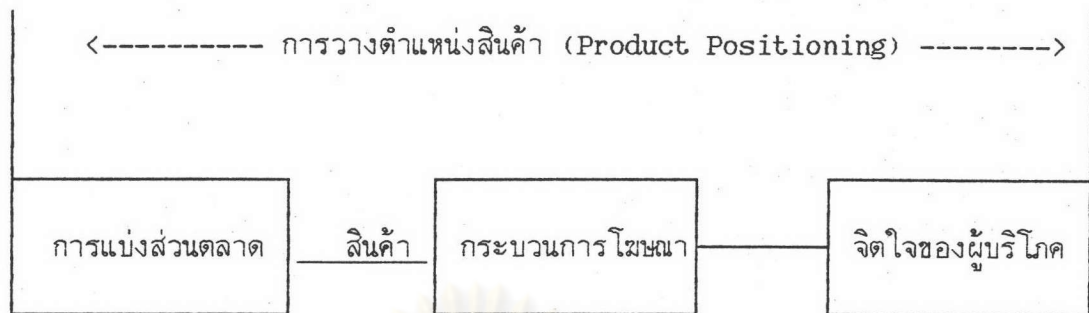 <---------- การวางตำแหน่งสินค้า (Product Positioning) -------->
การแบ่งส่วนตลาด สินค้า กระบวนการโฆษณา จิตใจของผู้บริโภค